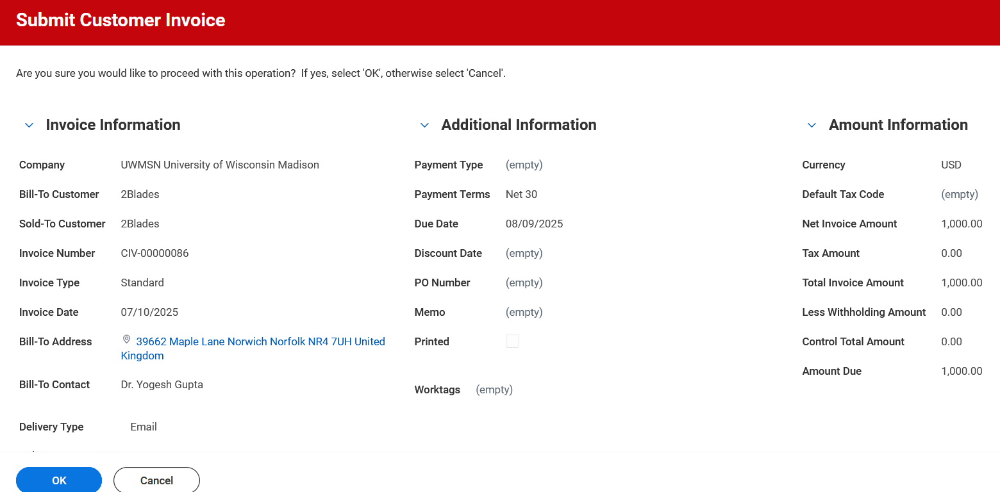 Submit Customer Invoice
Are you sure you would like to proceed with this operation?  If yes, select 'OK', otherwise select 'Cancel'.
Invoice Information
Company UWMSN University of Wisconsin Madison
Bill-To Customer 2Blades
Sold-To Customer 2Blades
Invoice Number CIV-00000086
Invoice Type Standard
Invoice Date 07/10/2025
Bill-To Address 39662 Maple Lane Norwich Norfolk NR4 7UH United
Kingdom
Bill-To Contact Dr. Yogesh Gupta
Delivery Type Email
Additional Information
Payment Type (empty)
Payment Terms Net 30
Due Date 08/09/2025
Discount Date (empty)
PO Number (empty)
Memo (empty)
Printed
Worktags (empty)
Amount Information
Currency USD
Default Tax Code (empty)
Net Invoice Amount 1,000.00
Tax Amount 0.00
Total Invoice Amount 1,000.00
Less Withholding Amount 0.00
Control Total Amount 0.00
Amount Due 1,000.00
OK Cancel